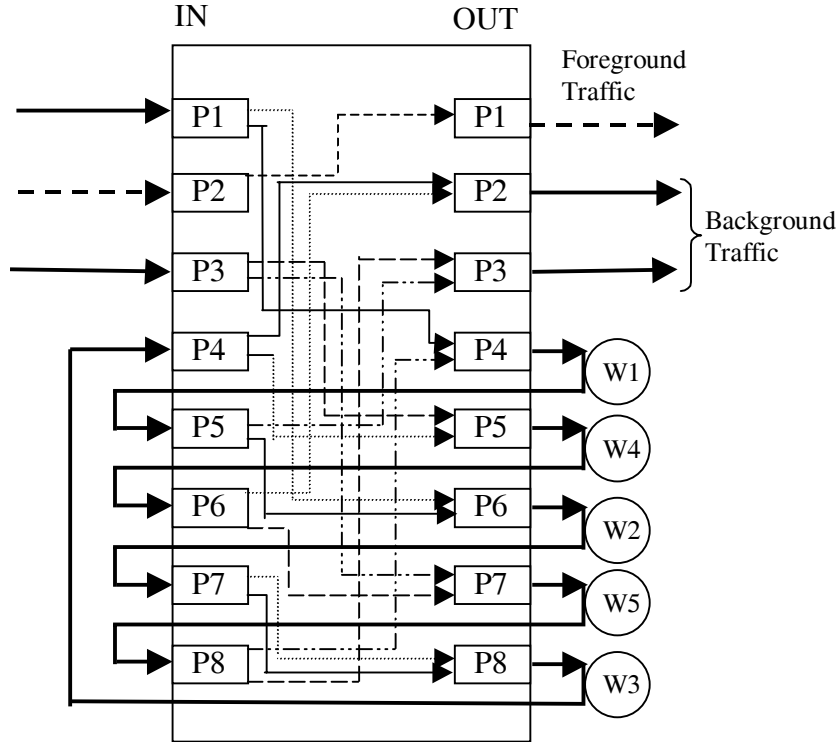 IN
OUT
Foreground
Traffic
P1
P1
P2
P2
Background
Traffic
P3
P3
P4
P4
W1
P5
P5
W4
P6
P6
W2
P7
P7
W5
P8
P8
W3